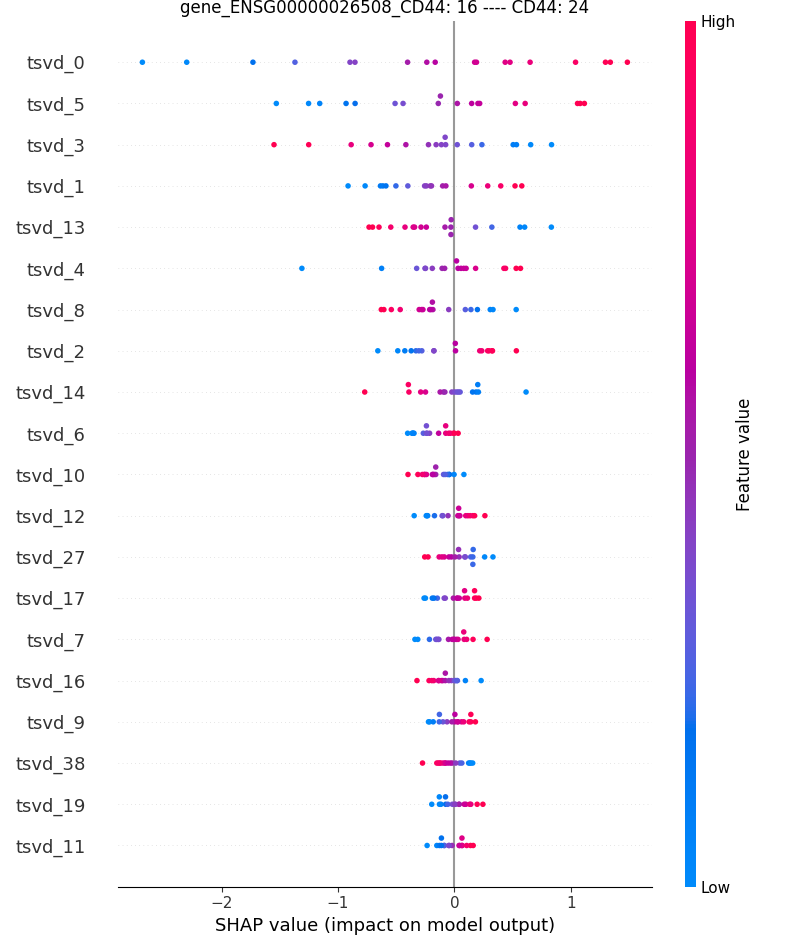 gene_ENSG00000026508_CD44: 16 ---- CD44: 24
High
tsvd_0
tsvd_5
tsvd_3
tsvd_1
tsvd_13
tsvd_4
tsvd_8
tsvd_2
tsvd_14
tsvd_6
tsvd_10
tsvd_12
tsvd_27
tsvd_17
tsvd_7
tsvd_16
tsvd_9
tsvd_38
tsvd_19
tsvd_11
Feature value
Low
−2 −1 0 1
SHAP value (impact on model output)